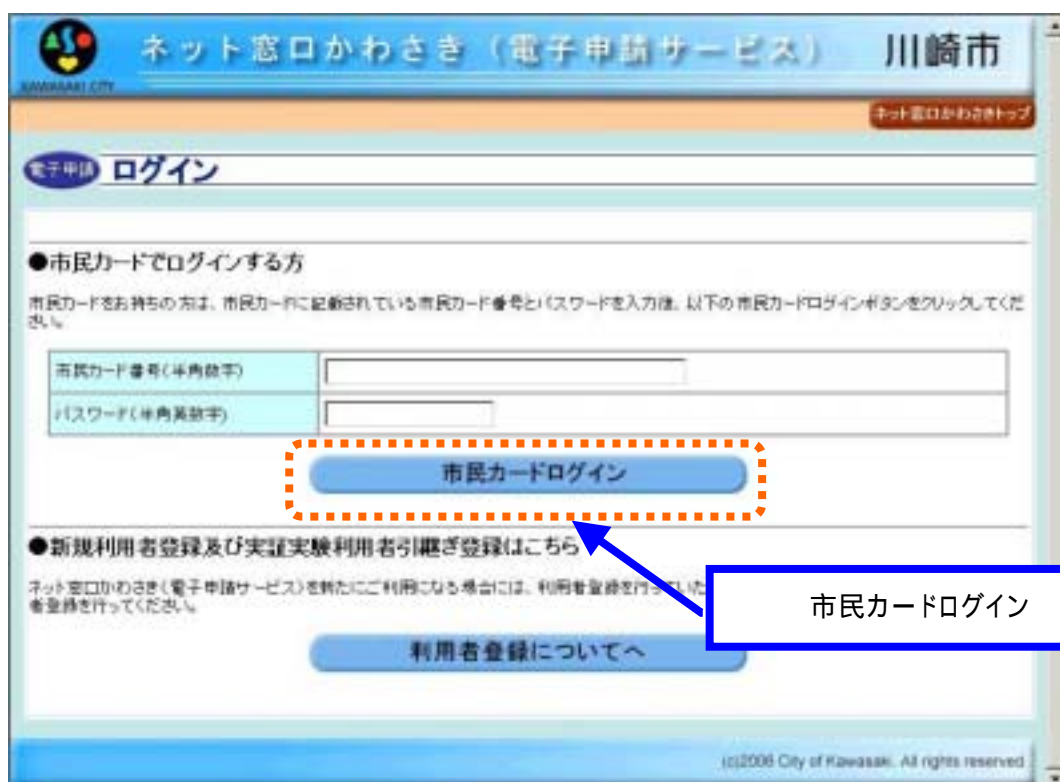 ネット窓口かわさき（電子申請サービス）
川崎市
KAWASAKI CITY
ネット窓口かわさきトップ
電子申請 ログイン
●市民カードでログインする方
市民カードをお持ちの方は、市民カードに記載されている市民カード番号とパスワードを入力後、以下の市民カードログインボタンをクリックしてくだ
さい。
市民カード番号(半角数字)
パスワード(半角英数字)
市民カードログイン
●新規利用者登録及び実証実験利用者引継ぎ登録はこちら
ネット窓口かわさき(電子申請サービス)を新たにご利用になる場合には、利用者登録を行っていた
者登録を行ってください。
市民カードログイン
利用者登録についてへ
(c)2006 City of Kawasaki. All rights reserved